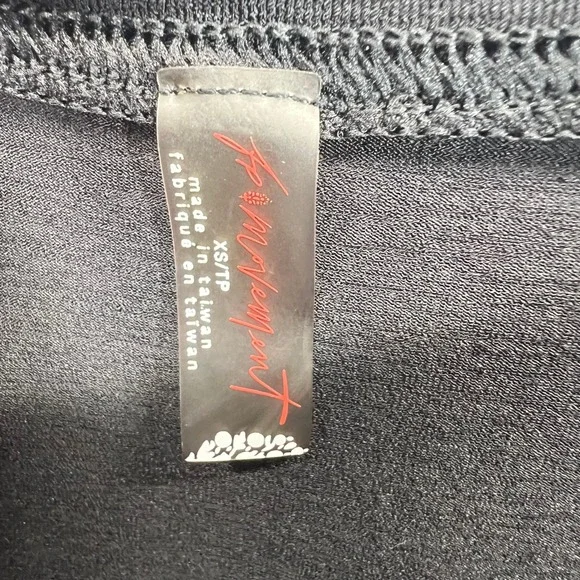 fp movement
XS/TP
made in taiwan
fabriqué en taiwan